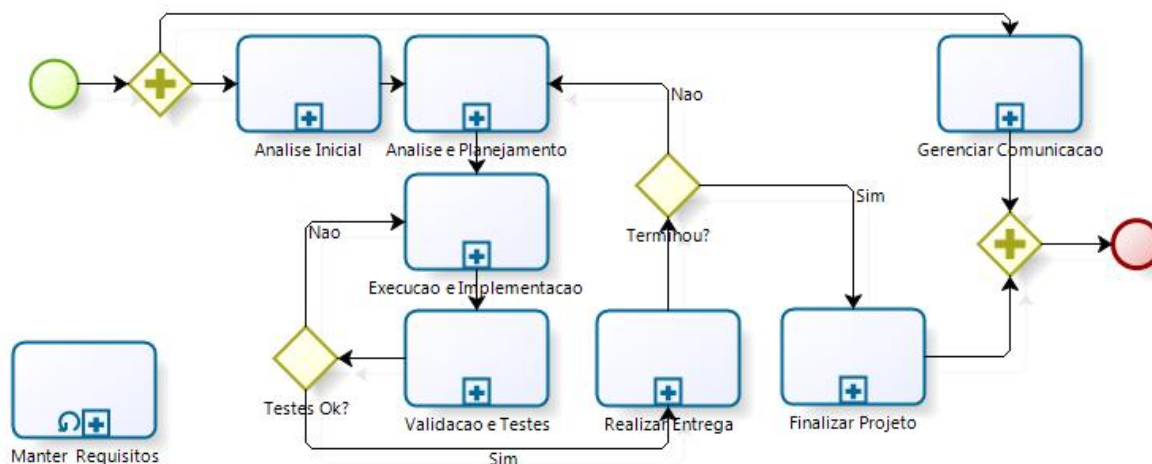 Nao
Analise Inicial
Analise e Planejamento
Gerenciar Comunicacao
Sim
Nao
Terminou?
Execucao e Implementacao
Testes Ok?
Validacao e Testes
Realizar Entrega
Finalizar Projeto
Manter Requisitos
Sim